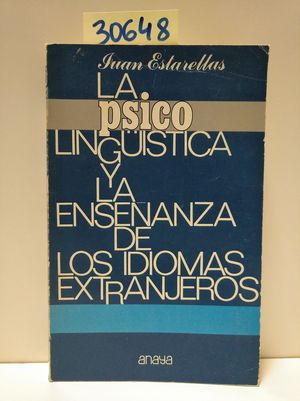 30648
Juan Estarellas
LA
psico
LINGÜISTICA
Y
LA
ENSEÑANZA
DE
LOS IDIOMAS
EXTRANJEROS
anaya